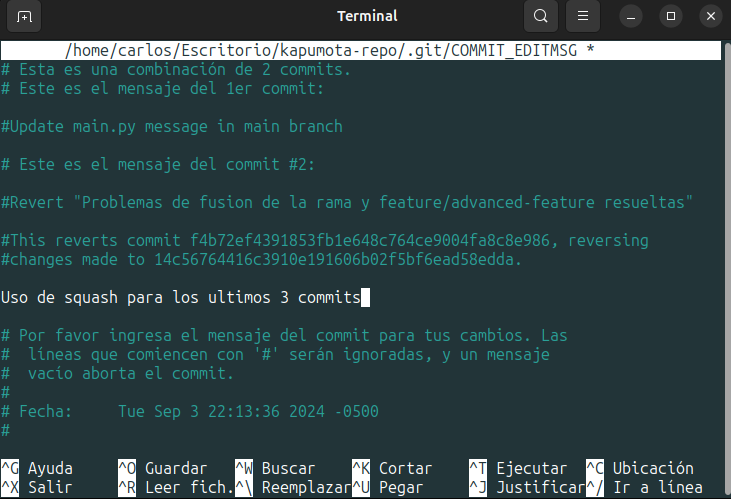 Terminal
/home/carlos/Escritorio/kapumota-repo/.git/COMMIT_EDITMSG *
# Esta es una combinación de 2 commits.
# Este es el mensaje del 1er commit:
#Update main.py message in main branch
# Este es el mensaje del commit #2:
#Revert "Problemas de fusion de la rama y feature/advanced-feature resueltas"
#This reverts commit f4b72ef4391853fb1e648c764ce9004fa8c8e986, reversing
#changes made to 14c56764416c3910e191606b02f5bf6ead58edda.
Uso de squash para los ultimos 3 commits
# Por favor ingresa el mensaje del commit para tus cambios. Las
#  líneas que comiencen con '#' serán ignoradas, y un mensaje
#  vacio aborta el commit.
#
# Fecha:     Tue Sep 3 22:13:36 2024 -0500
#
^G Ayuda ^O Guardar ^W Buscar ^K Cortar ^T Ejecutar ^C Ubicación
^X Salir ^R Leer fich. ^\ Reemplazar ^U Pegar ^J Justificar ^/ Ir a línea